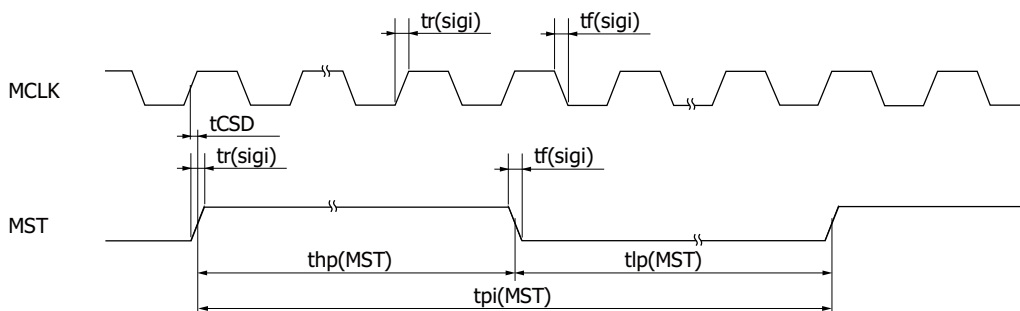 tr(sigi)
tf(sigi)
MCLK
tCSD
tr(sigi)
tf(sigi)
MST
thp(MST)
tlp(MST)
tpi(MST)